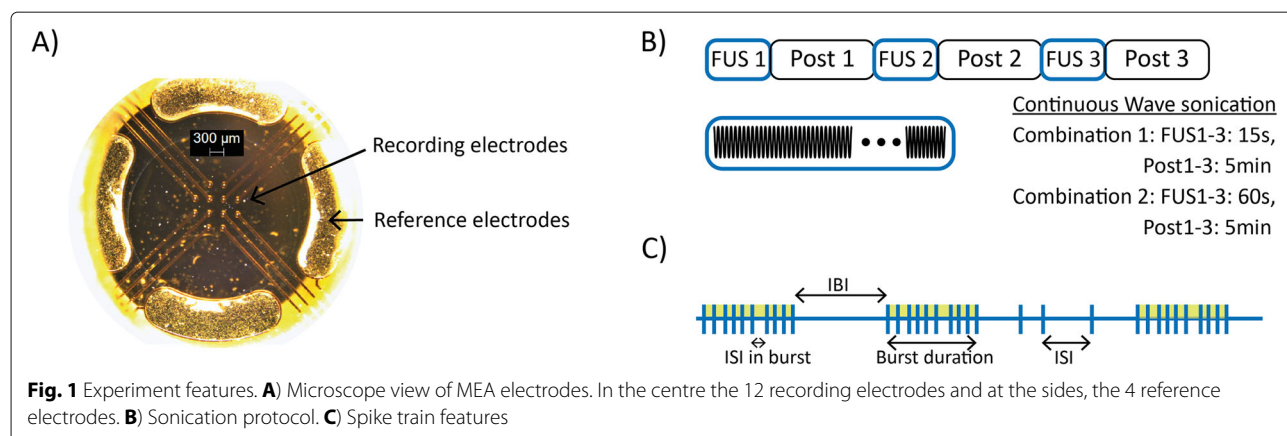 A)
300 µm
Recording electrodes
Reference electrodes
B)
FUS 1 Post 1 FUS 2 Post 2 FUS 3 Post 3
Continuous Wave sonication
Combination 1: FUS1-3: 15s,
Post1-3: 5min
Combination 2: FUS1-3: 60s,
Post1-3: 5min
C)
IBI
ISI in burst
Burst duration
ISI
Fig. 1 Experiment features. A) Microscope view of MEA electrodes. In the centre the 12 recording electrodes and at the sides, the 4 reference
electrodes. B) Sonication protocol. C) Spike train features